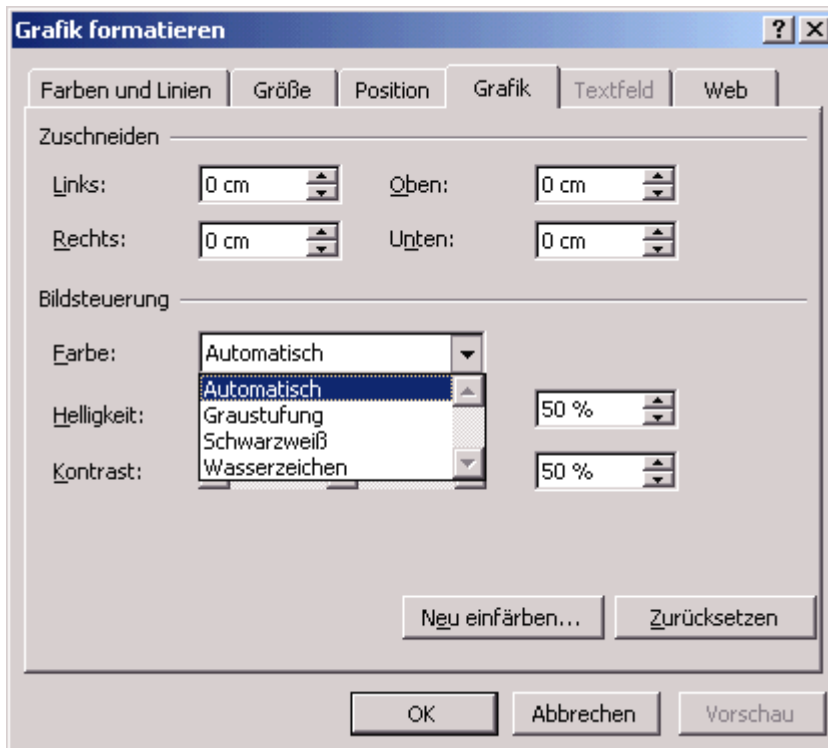 Grafik formatieren
Farben und Linien Größe Position Grafik Textfeld Web
Zuschneiden
Links: 0 cm Oben: 0 cm
Rechts: 0 cm Unten: 0 cm
Bildsteuerung
Farbe: Automatisch
Automatisch
Helligkeit: Graustufung 50 %
Schwarzweiß
Kontrast: Wasserzeichen 50 %
Neu einfärben... Zurücksetzen
OK Abbrechen Vorschau